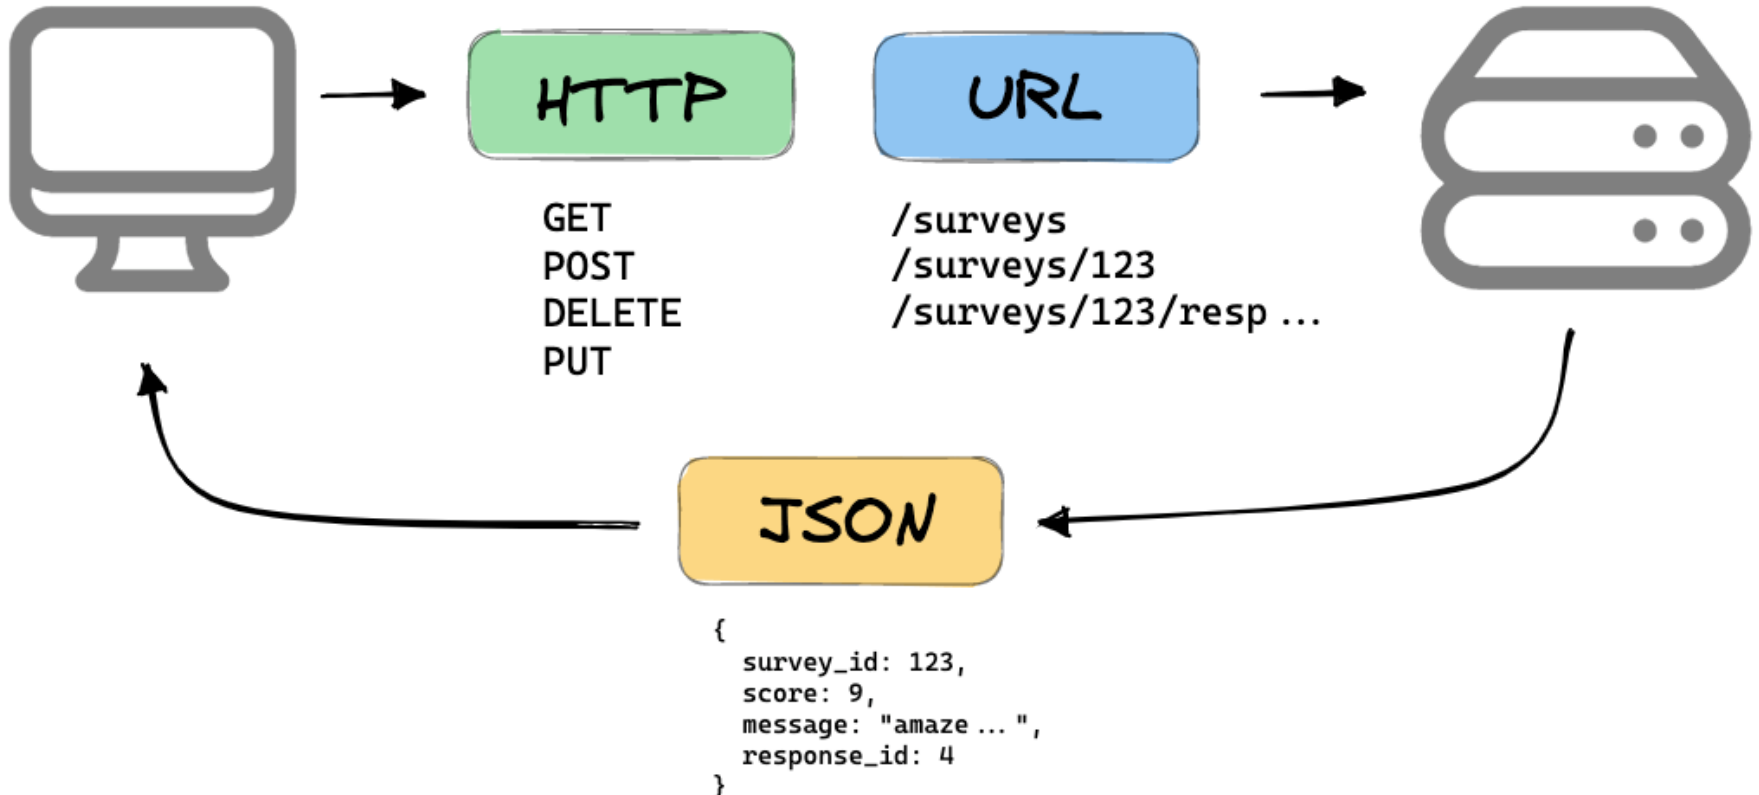 HTTP
URL
GET
POST
DELETE
PUT
/surveys
/surveys/123
/surveys/123/resp...
JSON
{
survey_id: 123,
score: 9,
message: "amaze...",
response_id: 4
}